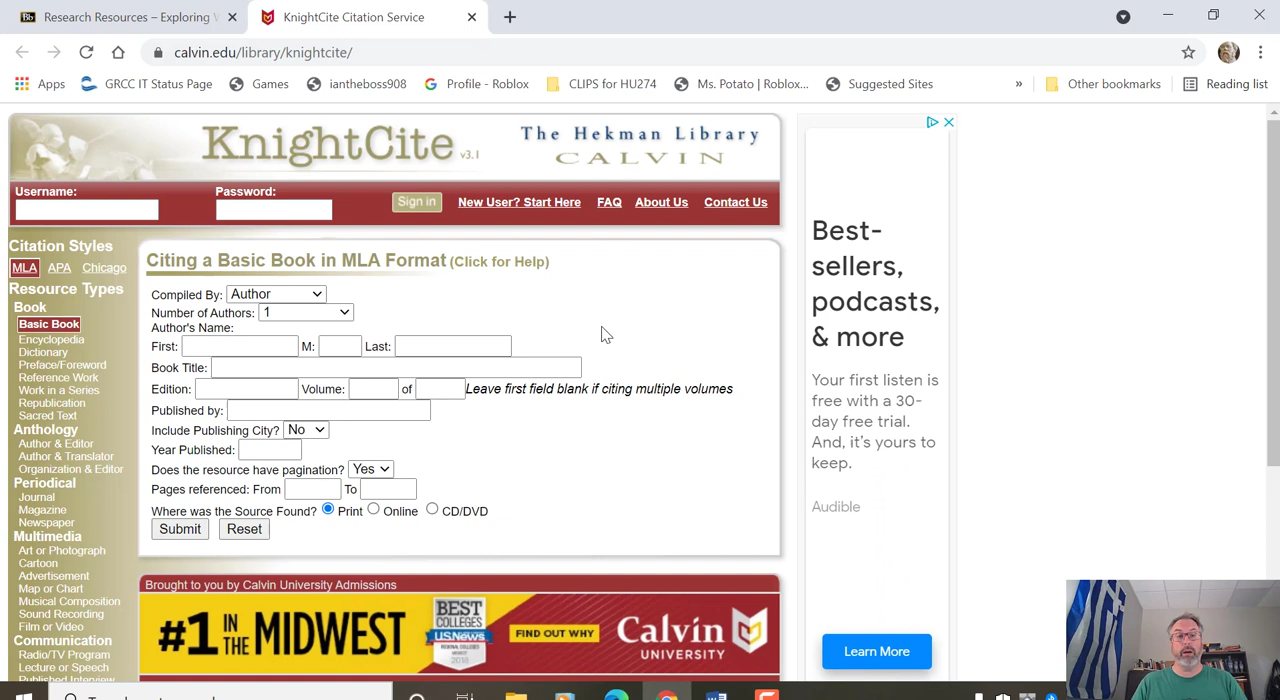 Research Resources – Exploring
KnightCite Citation Service
calvin.edu/library/knightcite/
Apps GRCC IT Status Page Games iantheboss908 Profile - Roblox CLIPS for HU274 Ms. Potato | Roblox... Suggested Sites » Other bookmarks Reading list
KnightCite v3.1
The Hekman Library
CALVIN
Username: Password:
Sign in New User? Start Here FAQ About Us Contact Us
Citation Styles
MLA APA Chicago
Resource Types
Book
Basic Book
Encyclopedia
Dictionary
Preface/Foreword
Reference Work
Work in a Series
Republication
Sacred Text
Anthology
Author & Editor
Author & Translator
Organization & Editor
Periodical
Journal
Magazine
Newspaper
Multimedia
Art or Photograph
Cartoon
Advertisement
Map or Chart
Musical Composition
Sound Recording
Film or Video
Communication
Radio/TV Program
Lecture or Speech
Published Interview
Citing a Basic Book in MLA Format (Click for Help)
Compiled By: Author
Number of Authors: 1
Author's Name:
First: M: Last:
Book Title:
Edition: Volume: of Leave first field blank if citing multiple volumes
Published by:
Include Publishing City? No
Year Published:
Does the resource have pagination? Yes
Pages referenced: From To
Where was the Source Found? Print Online CD/DVD
Submit Reset
Brought to you by Calvin University Admissions
#1 IN THE MIDWEST
BEST
COLLEGES
U.S.News
REGIONAL COLLEGES
MIDWEST
2018
FIND OUT WHY
Calvin
UNIVERSITY
Best-
sellers,
podcasts,
& more
Your first listen is
free with a 30-
day free trial.
And, it's yours to
keep.
Audible
Learn More